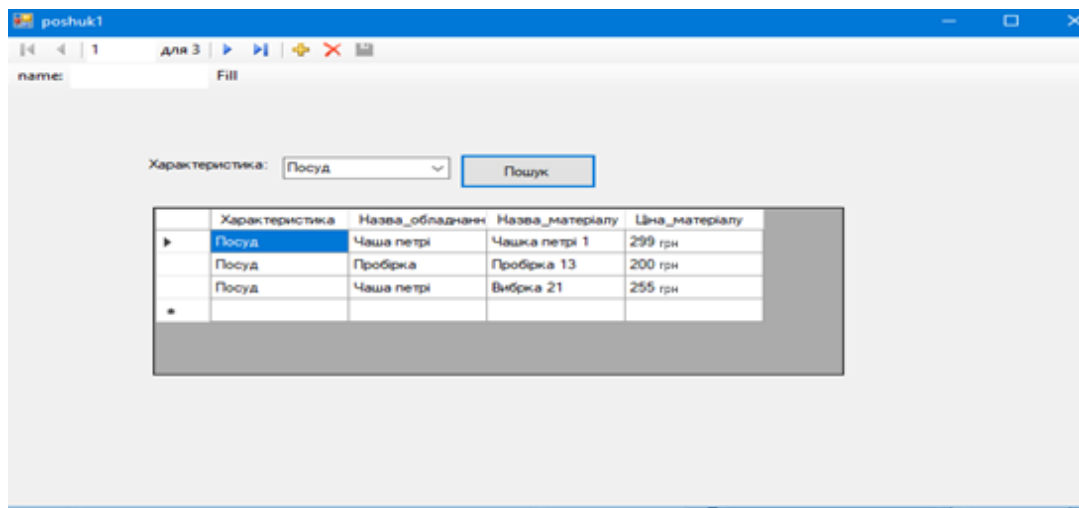 poshuk1
1 для 3
name: Fill
Характеристика: Посуд Пошук
Характеристика Назва_обладнанн Назва_матеріалу Ціна_матеріалу
Посуд Чаша петрі Чашка петрі 1 299 грн
Посуд Пробірка Пробірка 13 200 грн
Посуд Чаша петрі Вибрка 21 255 грн